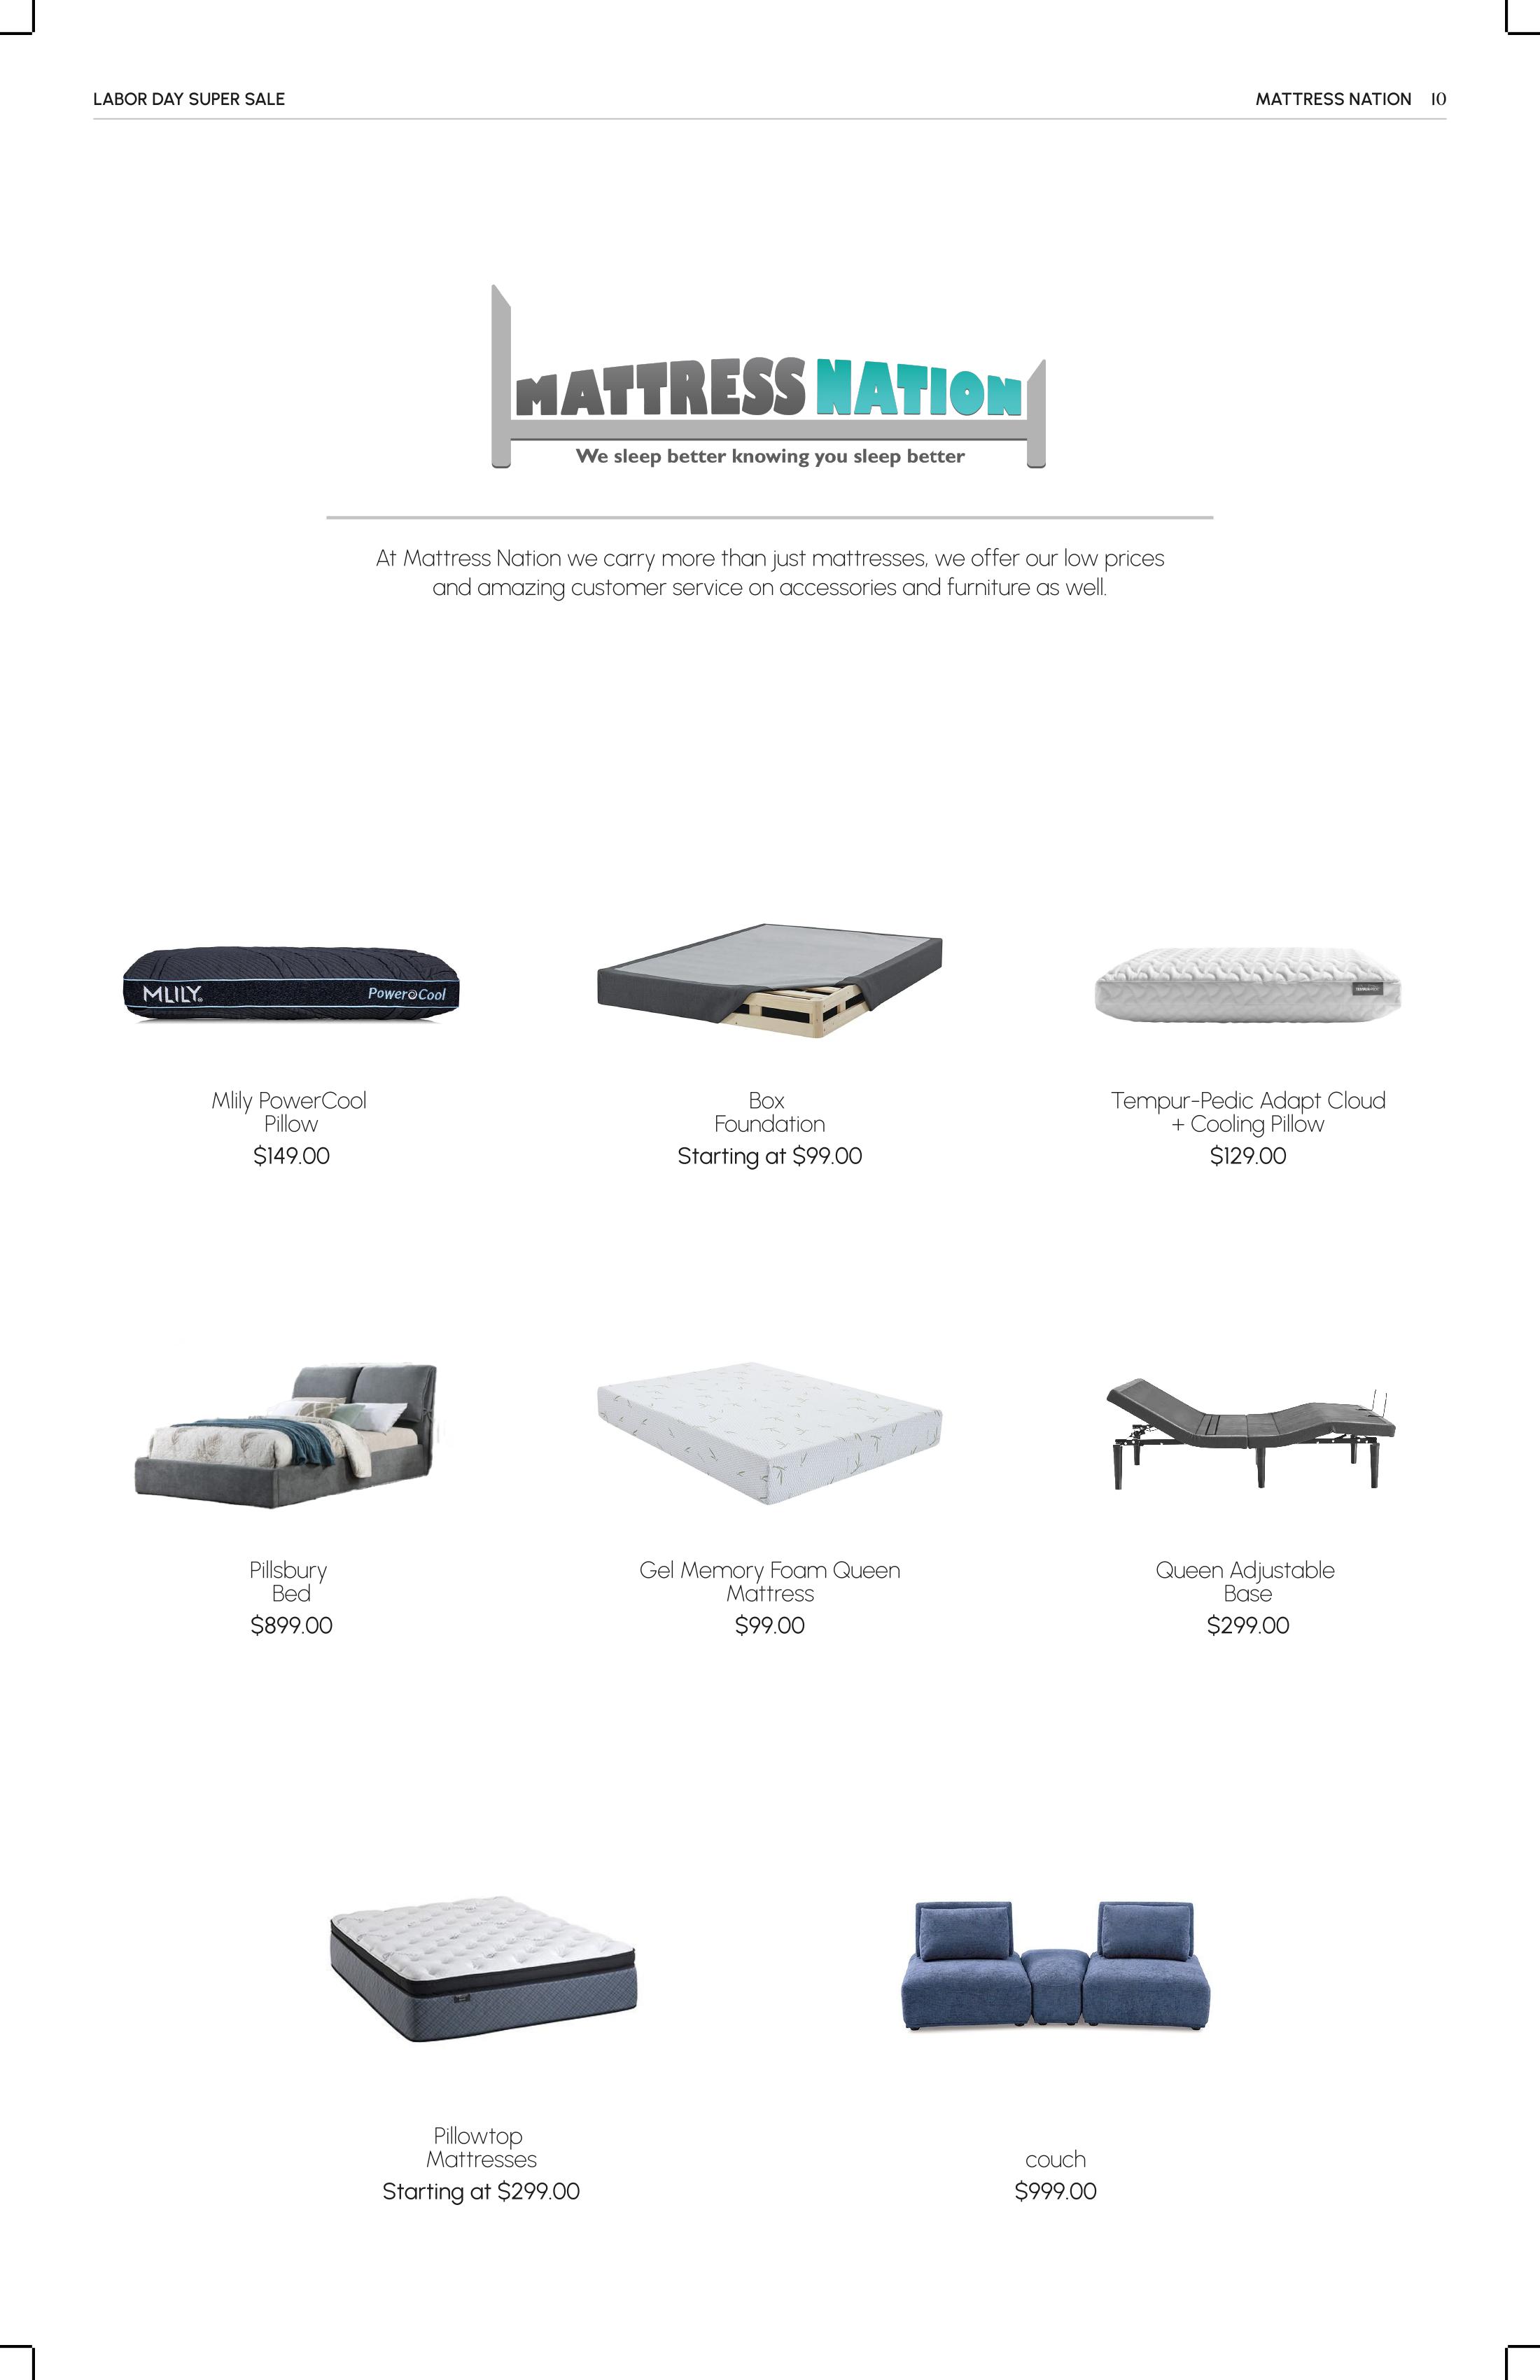 LABOR DAY SUPER SALE
MATTRESS NATION 10
MATTRESS NATION
We sleep better knowing you sleep better
At Mattress Nation we carry more than just mattresses, we offer our low prices
and amazing customer service on accessories and furniture as well.
MLILY
PowerCool
Mlily PowerCool
Pillow
$149.00
Box
Foundation
Starting at $99.00
Tempur-Pedic Adapt Cloud
+ Cooling Pillow
$129.00
Pillsbury
Bed
$899.00
Gel Memory Foam Queen
Mattress
$99.00
Queen Adjustable
Base
$299.00
Pillowtop
Mattresses
Starting at $299.00
couch
$999.00